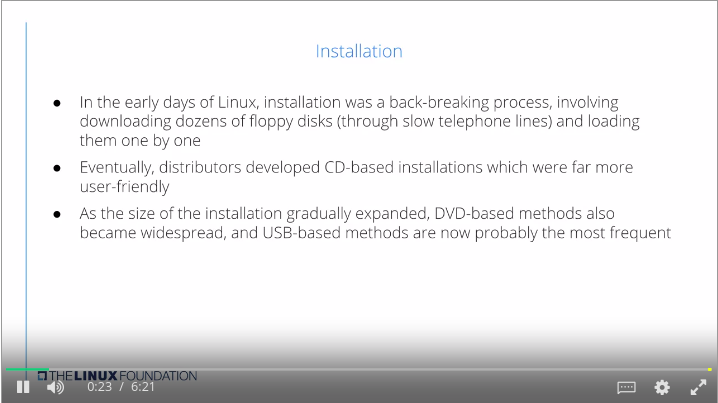 Installation
● In the early days of Linux, installation was a back-breaking process, involving
downloading dozens of floppy disks (through slow telephone lines) and loading
them one by one
● Eventually, distributors developed CD-based installations which were far more
user-friendly
● As the size of the installation gradually expanded, DVD-based methods also
became widespread, and USB-based methods are now probably the most frequent
THE LINUX FOUNDATION
0:23 / 6:21